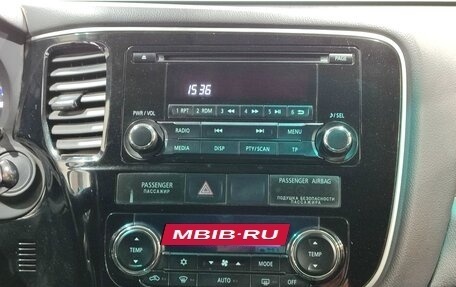 PAGE
15:36
1 RPT 2 RDM 3 ◄◄ 4 ►► 5 6
PWR / VOL ♪/SEL
RADIO MENU
MEDIA DISP PTY/SCAN TP
PASSENGER
ПАССАЖИР
PASSENGER AIRBAG
ПОДУШКА БЕЗОПАСНОСТИ
ПАССАЖИРА
MBIB-RU
TEMP AUTO MODE OFF TEMP